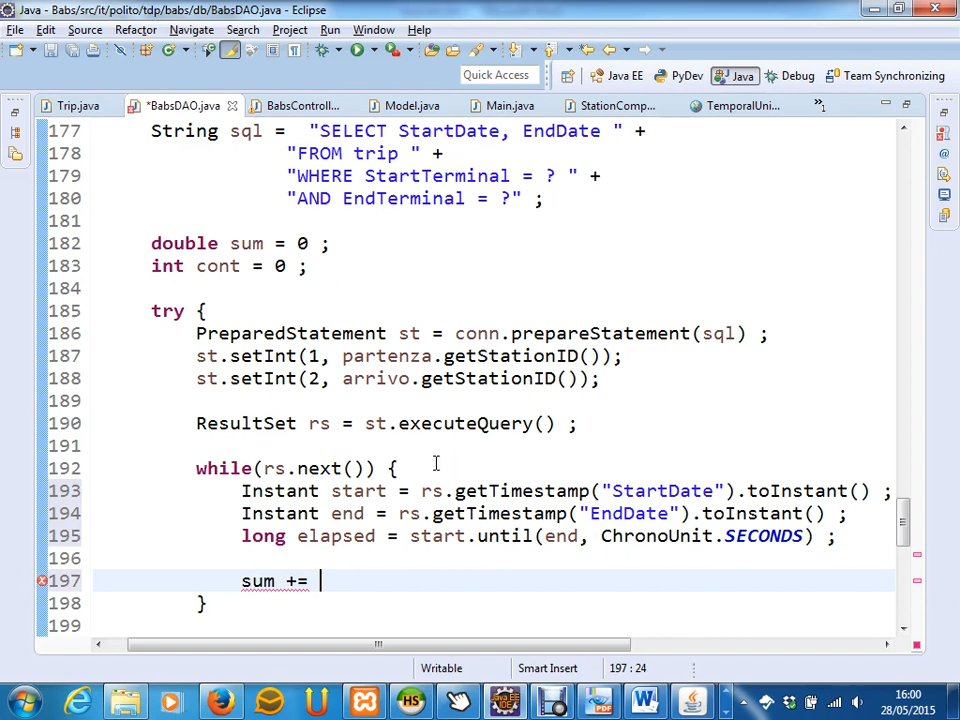 Java - Babs/src/it/polito/tdp/babs/db/BabsDAO.java - Eclipse
File Edit Source Refactor Navigate Search Project Run Window Help
Quick Access Java EE PyDev Java Debug Team Synchronizing
Trip.java *BabsDAO.java BabsControll... Model.java Main.java StationComp... TemporalUni... »1
177 String sql = "SELECT StartDate, EndDate " +
178 "FROM trip " +
179 "WHERE StartTerminal = ? " +
180 "AND EndTerminal = ?" ;
181
182 double sum = 0 ;
183 int cont = 0 ;
184
185 try {
186 PreparedStatement st = conn.prepareStatement(sql) ;
187 st.setInt(1, partenza.getStationID());
188 st.setInt(2, arrivo.getStationID());
189
190 ResultSet rs = st.executeQuery() ;
191
192 while(rs.next()) {
193 Instant start = rs.getTimestamp("StartDate").toInstant() ;
194 Instant end = rs.getTimestamp("EndDate").toInstant() ;
195 long elapsed = start.until(end, ChronoUnit.SECONDS) ;
196
197 sum +=
198 }
199
Writable Smart Insert 197 : 24
16:00
28/05/2015